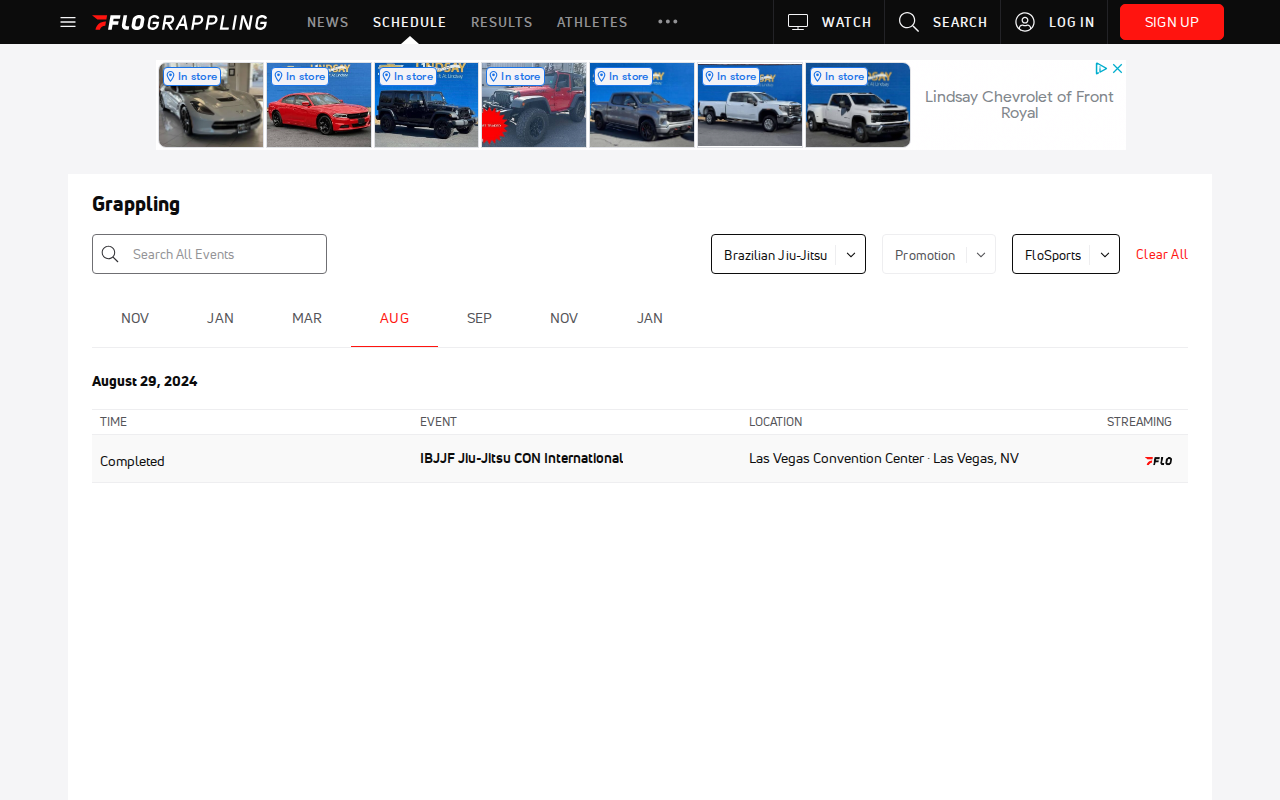 FLOGRAPPLING NEWS SCHEDULE RESULTS ATHLETES WATCH SEARCH LOG IN SIGN UP
In store In store In store In store In store In store In store
Lindsay Chevrolet of Front
Royal
Grappling
Search All Events Brazilian Jiu-Jitsu Promotion FloSports Clear All
NOV JAN MAR AUG SEP NOV JAN
August 29, 2024
TIME EVENT LOCATION STREAMING
Completed IBJJF Jiu-Jitsu CON International Las Vegas Convention Center · Las Vegas, NV FLO